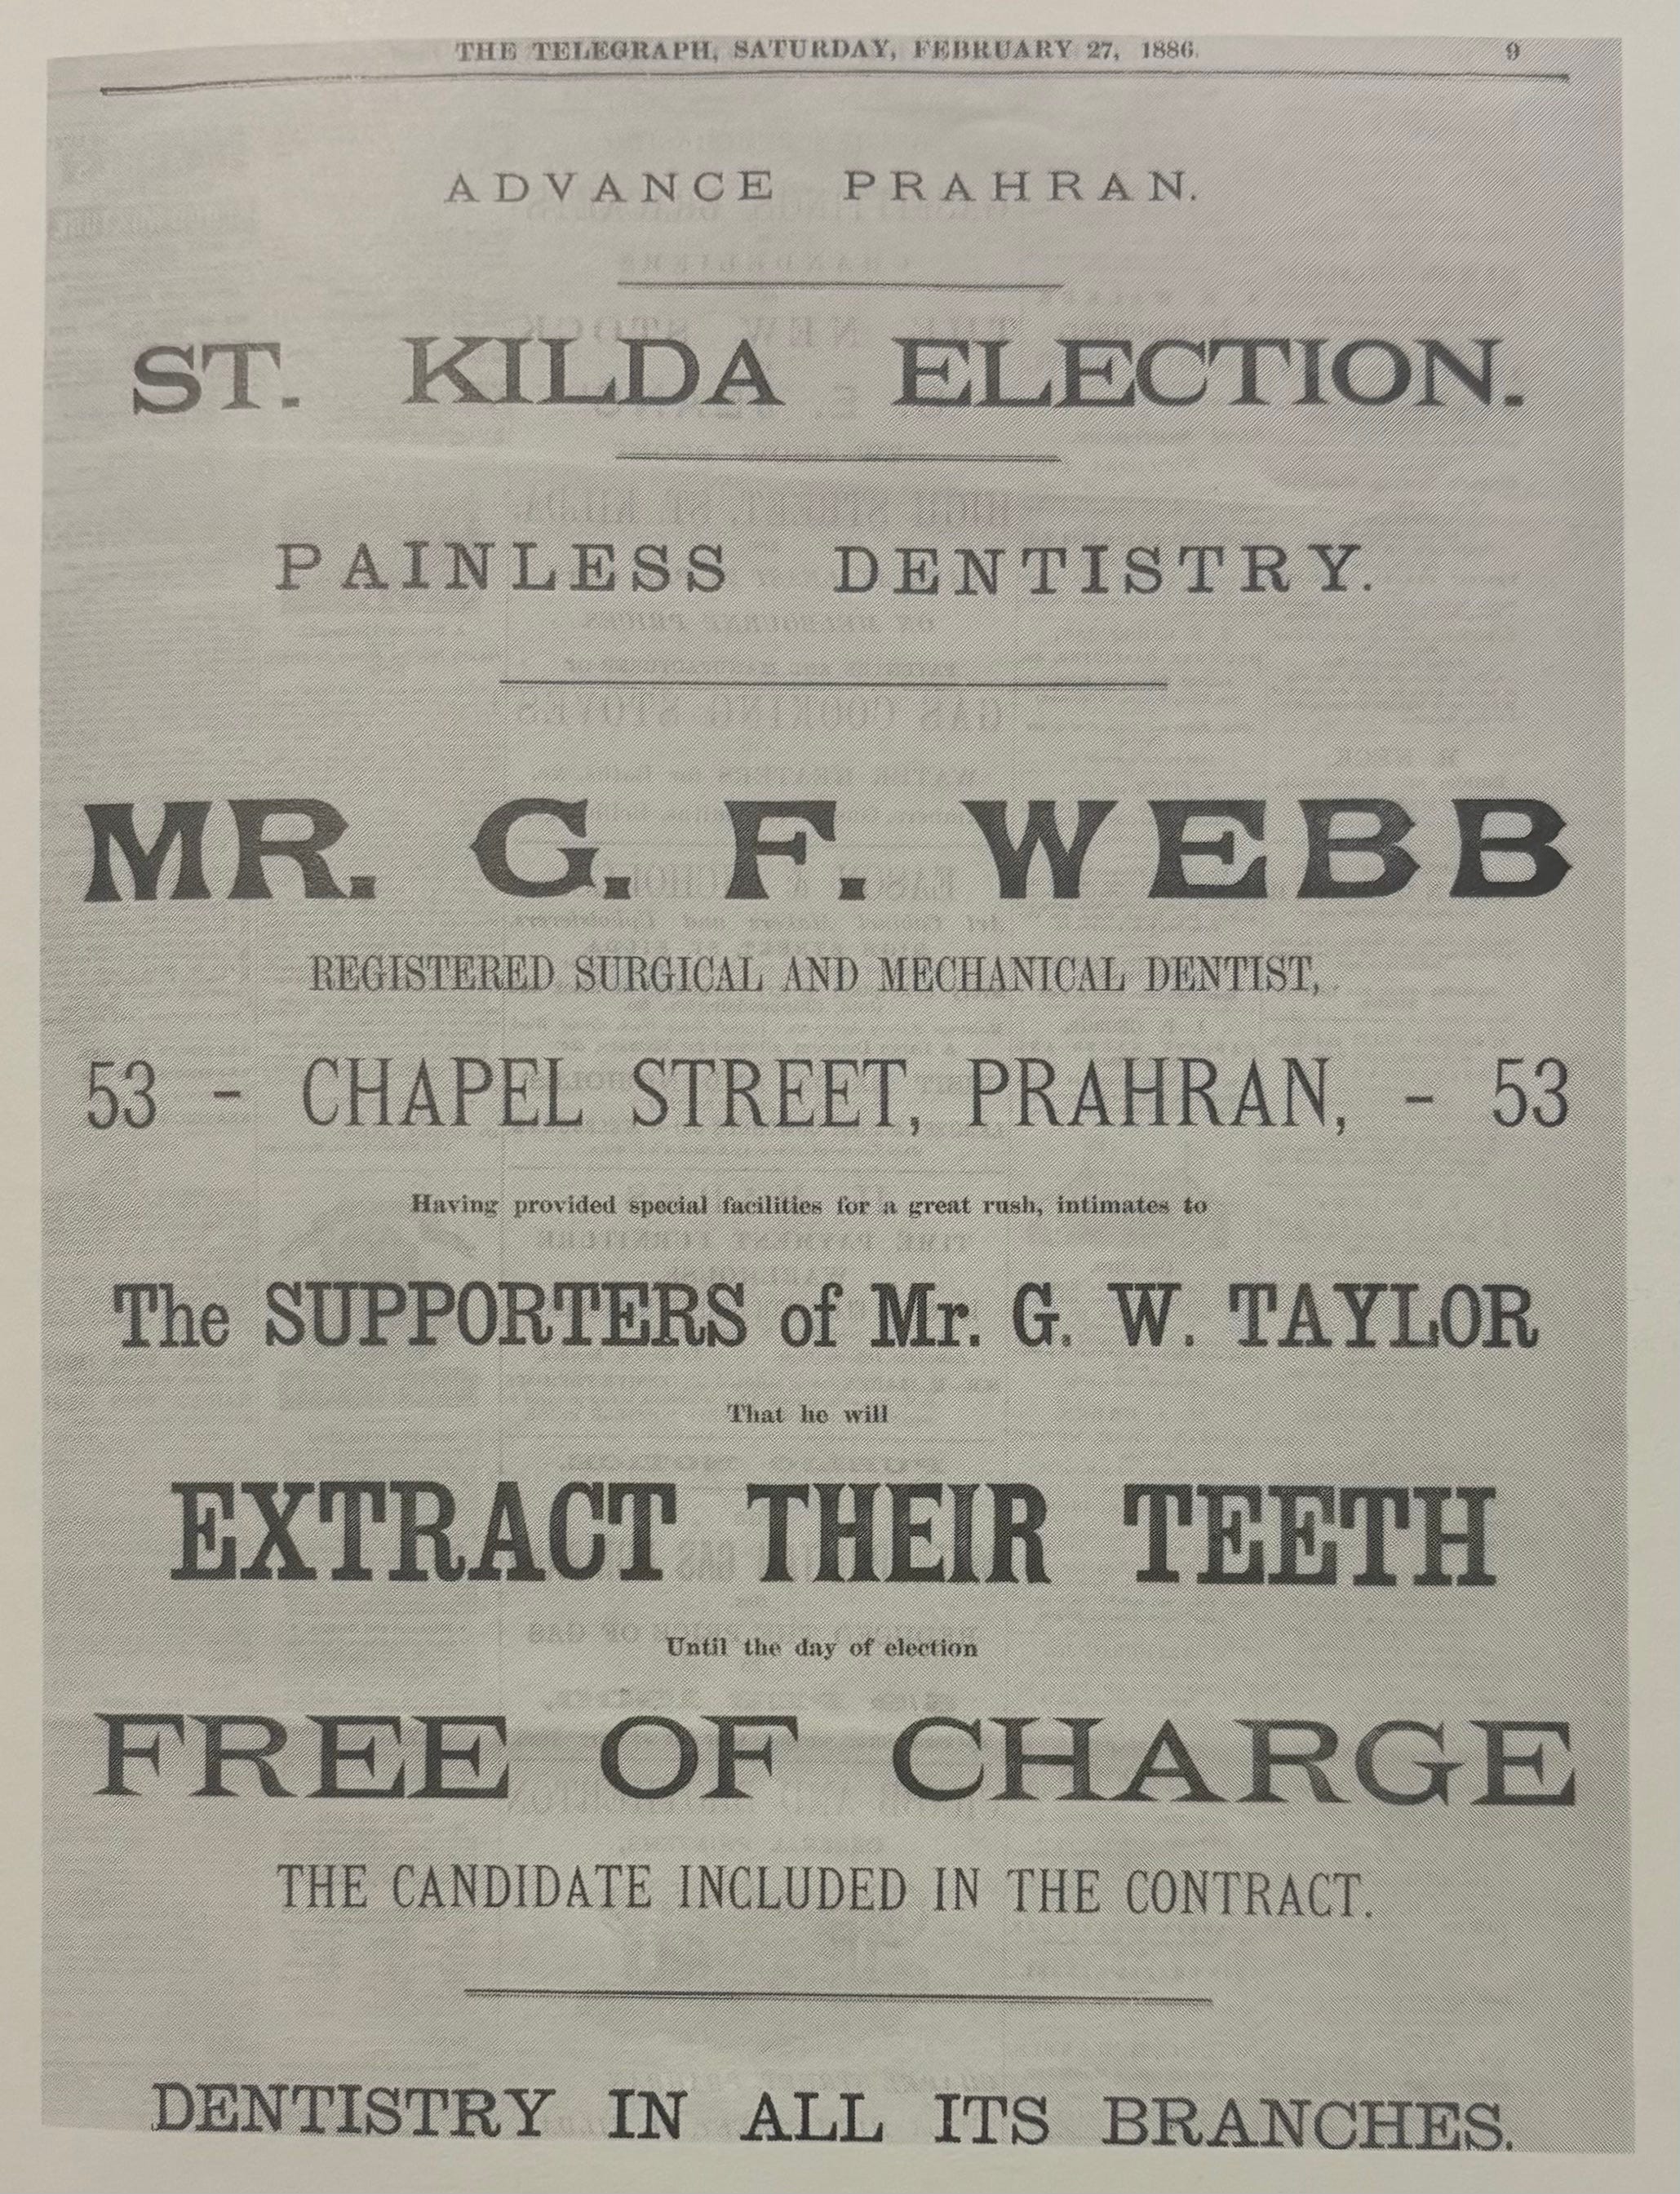 THE TELEGRAPH, SATURDAY, FEBRUARY 27, 1886. 9
ADVANCE PRAHRAN.
ST. KILDA ELECTION.
PAINLESS DENTISTRY.
MR. G. F. WEBB
REGISTERED SURGICAL AND MECHANICAL DENTIST,
53 - CHAPEL STREET, PRAHRAN, - 53
Having provided special facilities for a great rush, intimates to
The SUPPORTERS of Mr. G. W. TAYLOR
That he will
EXTRACT THEIR TEETH
Until the day of election
FREE OF CHARGE
THE CANDIDATE INCLUDED IN THE CONTRACT.
DENTISTRY IN ALL ITS BRANCHES.